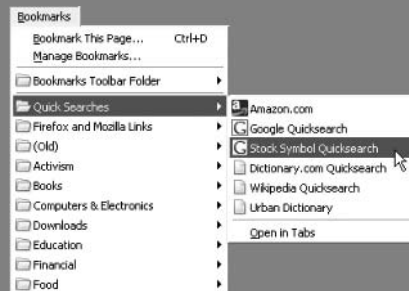 Bookmarks
Bookmark This Page... Ctrl+D
Manage Bookmarks...
Bookmarks Toolbar Folder
Quick Searches
Firefox and Mozilla Links
(Old)
Activism
Books
Computers & Electronics
Downloads
Education
Financial
Food
Amazon.com
Google Quicksearch
Stock Symbol Quicksearch
Dictionary.com Quicksearch
Wikipedia Quicksearch
Urban Dictionary
Open in Tabs